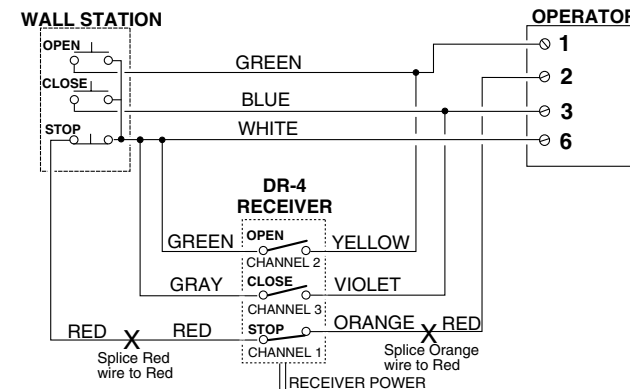 WALL STATION
OPERATOR
OPEN
1
GREEN
2
CLOSE
BLUE
3
STOP
WHITE
6
DR-4
RECEIVER
GREEN
OPEN
YELLOW
CHANNEL 2
GRAY
CLOSE
VIOLET
CHANNEL 3
RED
X
RED
STOP
ORANGE
X
RED
CHANNEL 1
Splice Red
wire to Red
Splice Orange
wire to Red
RECEIVER POWER